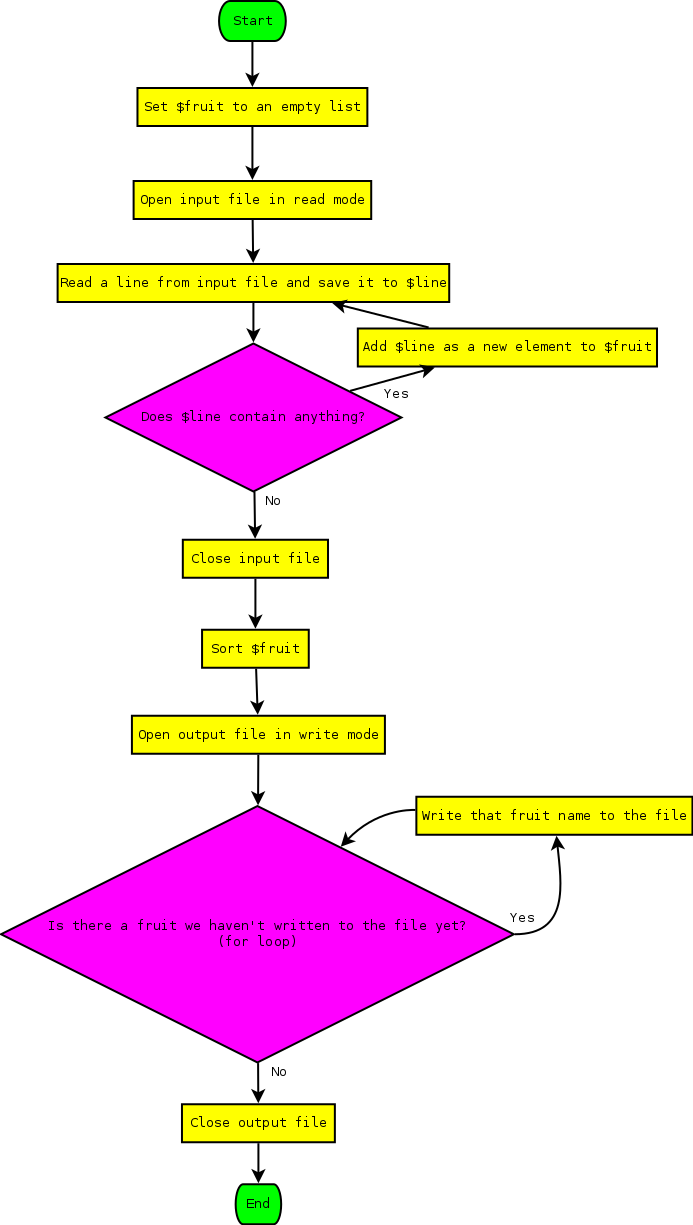 Start
Set $fruit to an empty list
Open input file in read mode
Read a line from input file and save it to $line
Add $line as a new element to $fruit
Yes
Does $line contain anything?
No
Close input file
Sort $fruit
Open output file in write mode
Write that fruit name to the file
Yes
Is there a fruit we haven't written to the file yet?
(for loop)
No
Close output file
End